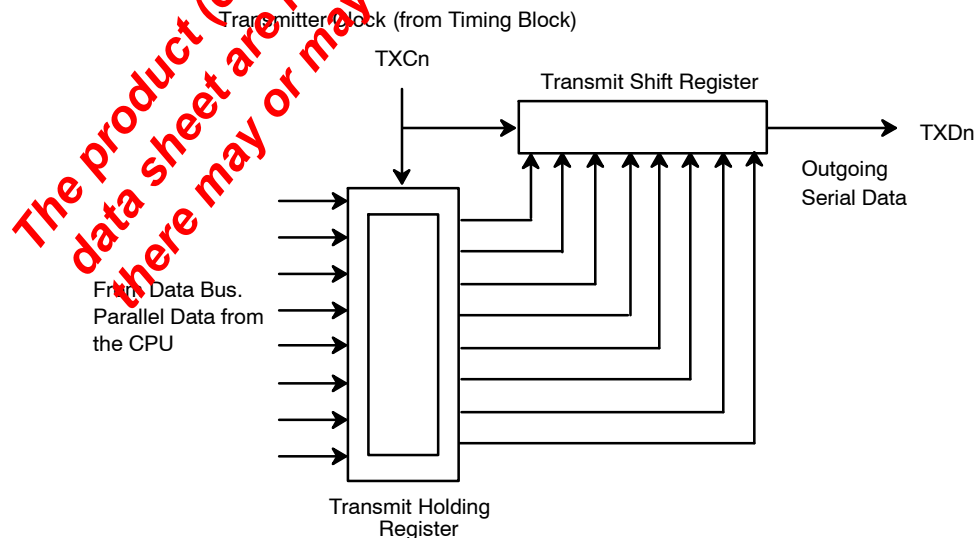 Transmitter Clock (from Timing Block)
TXCn
Transmit Shift Register
TXDn
Outgoing
Serial Data
From Data Bus.
Parallel Data from
the CPU
Transmit Holding
Register
The product (
data sheet are
there may or may